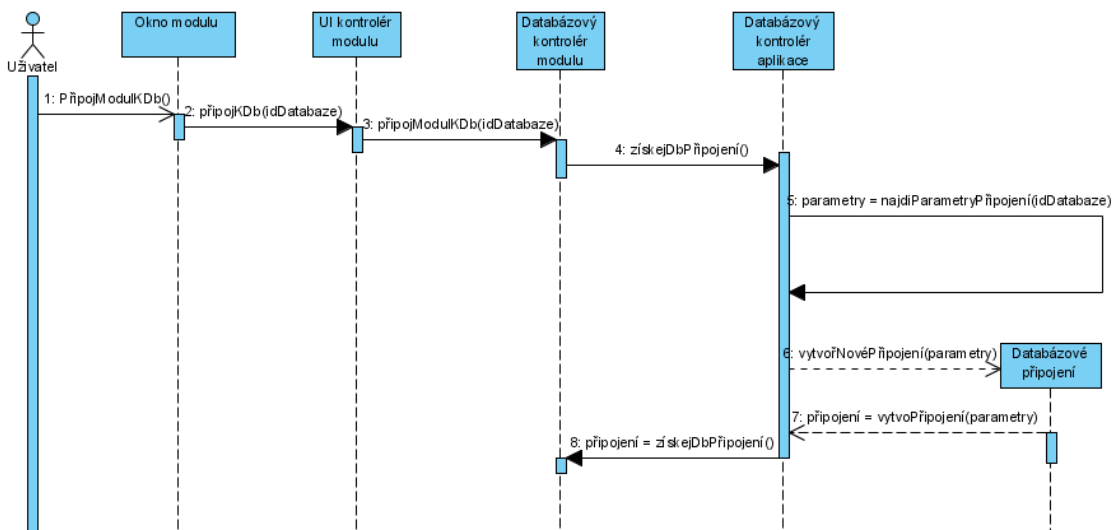 Uživatel
Okno modulu
UI kontrolér
modulu
Databázový
kontrolér
modulu
Databázový
kontrolér
aplikace
1: PřipojModulKDb()
2: připojKDb(idDatabaze)
3: připojModulKDb(idDatabaze)
4: získejDbPřipojení()
5: parametry = najdiParametryPřipojení(idDatabaze)
6: vytvořNovéPřipojení(parametry)
Databázové
připojení
7: připojení = vytvoPřipojení(parametry)
8: připojení = získejDbPřipojení()